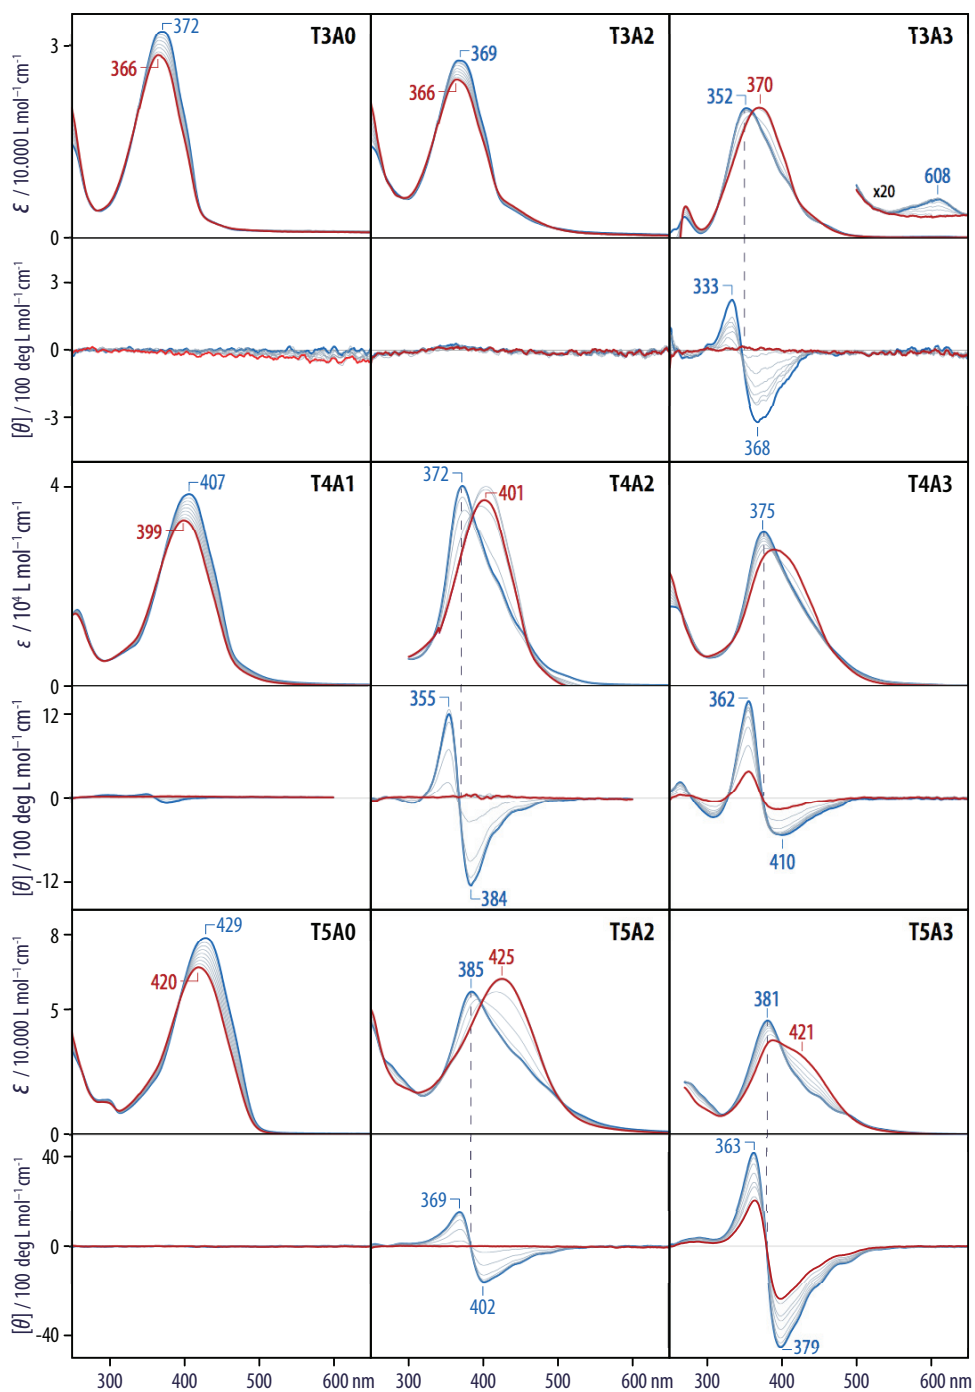 ε / 10.000 L mol⁻¹ cm⁻¹
3
0
372
366
T3A0
369
366
T3A2
352
370
T3A3
x20
608
[θ] / 100 deg L mol⁻¹ cm⁻¹
3
0
-3
333
368
ε / 10⁴ L mol⁻¹ cm⁻¹
4
0
407
399
T4A1
372
401
T4A2
375
T4A3
[θ] / 100 deg L mol⁻¹ cm⁻¹
12
0
-12
355
384
362
410
ε / 10.000 L mol⁻¹ cm⁻¹
8
5
0
429
420
T5A0
385
425
T5A2
381
421
T5A3
[θ] / 100 deg L mol⁻¹ cm⁻¹
40
0
-40
369
402
363
379
300 400 500 600 nm 300 400 500 600 nm 300 400 500 600 nm